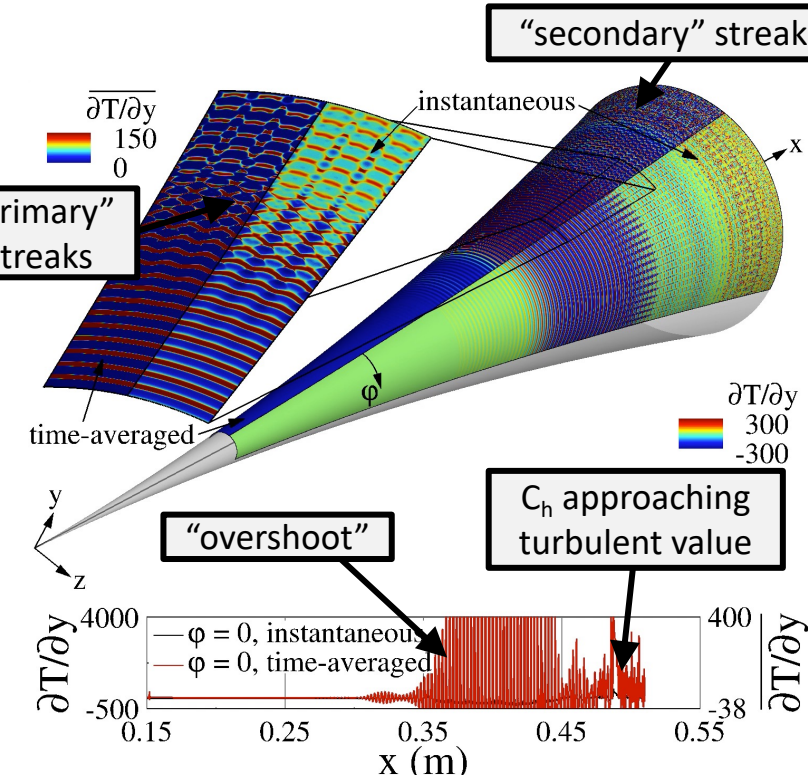 "secondary" streak
∂T/∂y
150
0
instantaneous
x
rimary"
treaks
φ
time-averaged
∂T/∂y
300
-300
y
z
"overshoot"
Cₕ approaching
turbulent value
∂T/∂y
4000
-500
φ = 0, instantaneous
φ = 0, time-averaged
400
-38
∂T/∂y
0.15
0.25
0.35
0.45
0.55
x (m)